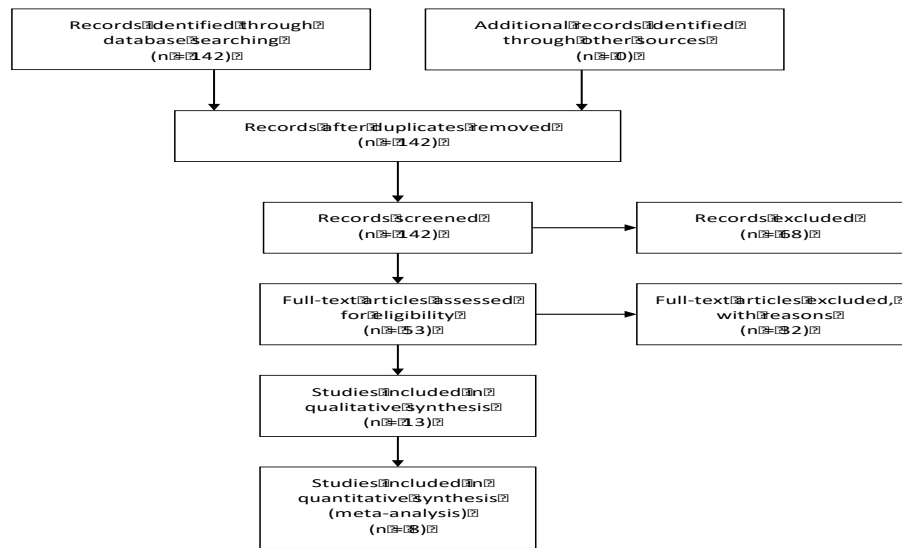 Records identified through
database searching
(n = 142)
Additional records identified
through other sources
(n = 0)
Records after duplicates removed
(n = 142)
Records screened
(n = 142)
Records excluded
(n = 68)
Full-text articles assessed
for eligibility
(n = 53)
Full-text articles excluded,
with reasons
(n = 32)
Studies included in
qualitative synthesis
(n = 13)
Studies included in
quantitative synthesis
(meta-analysis)
(n = 8)